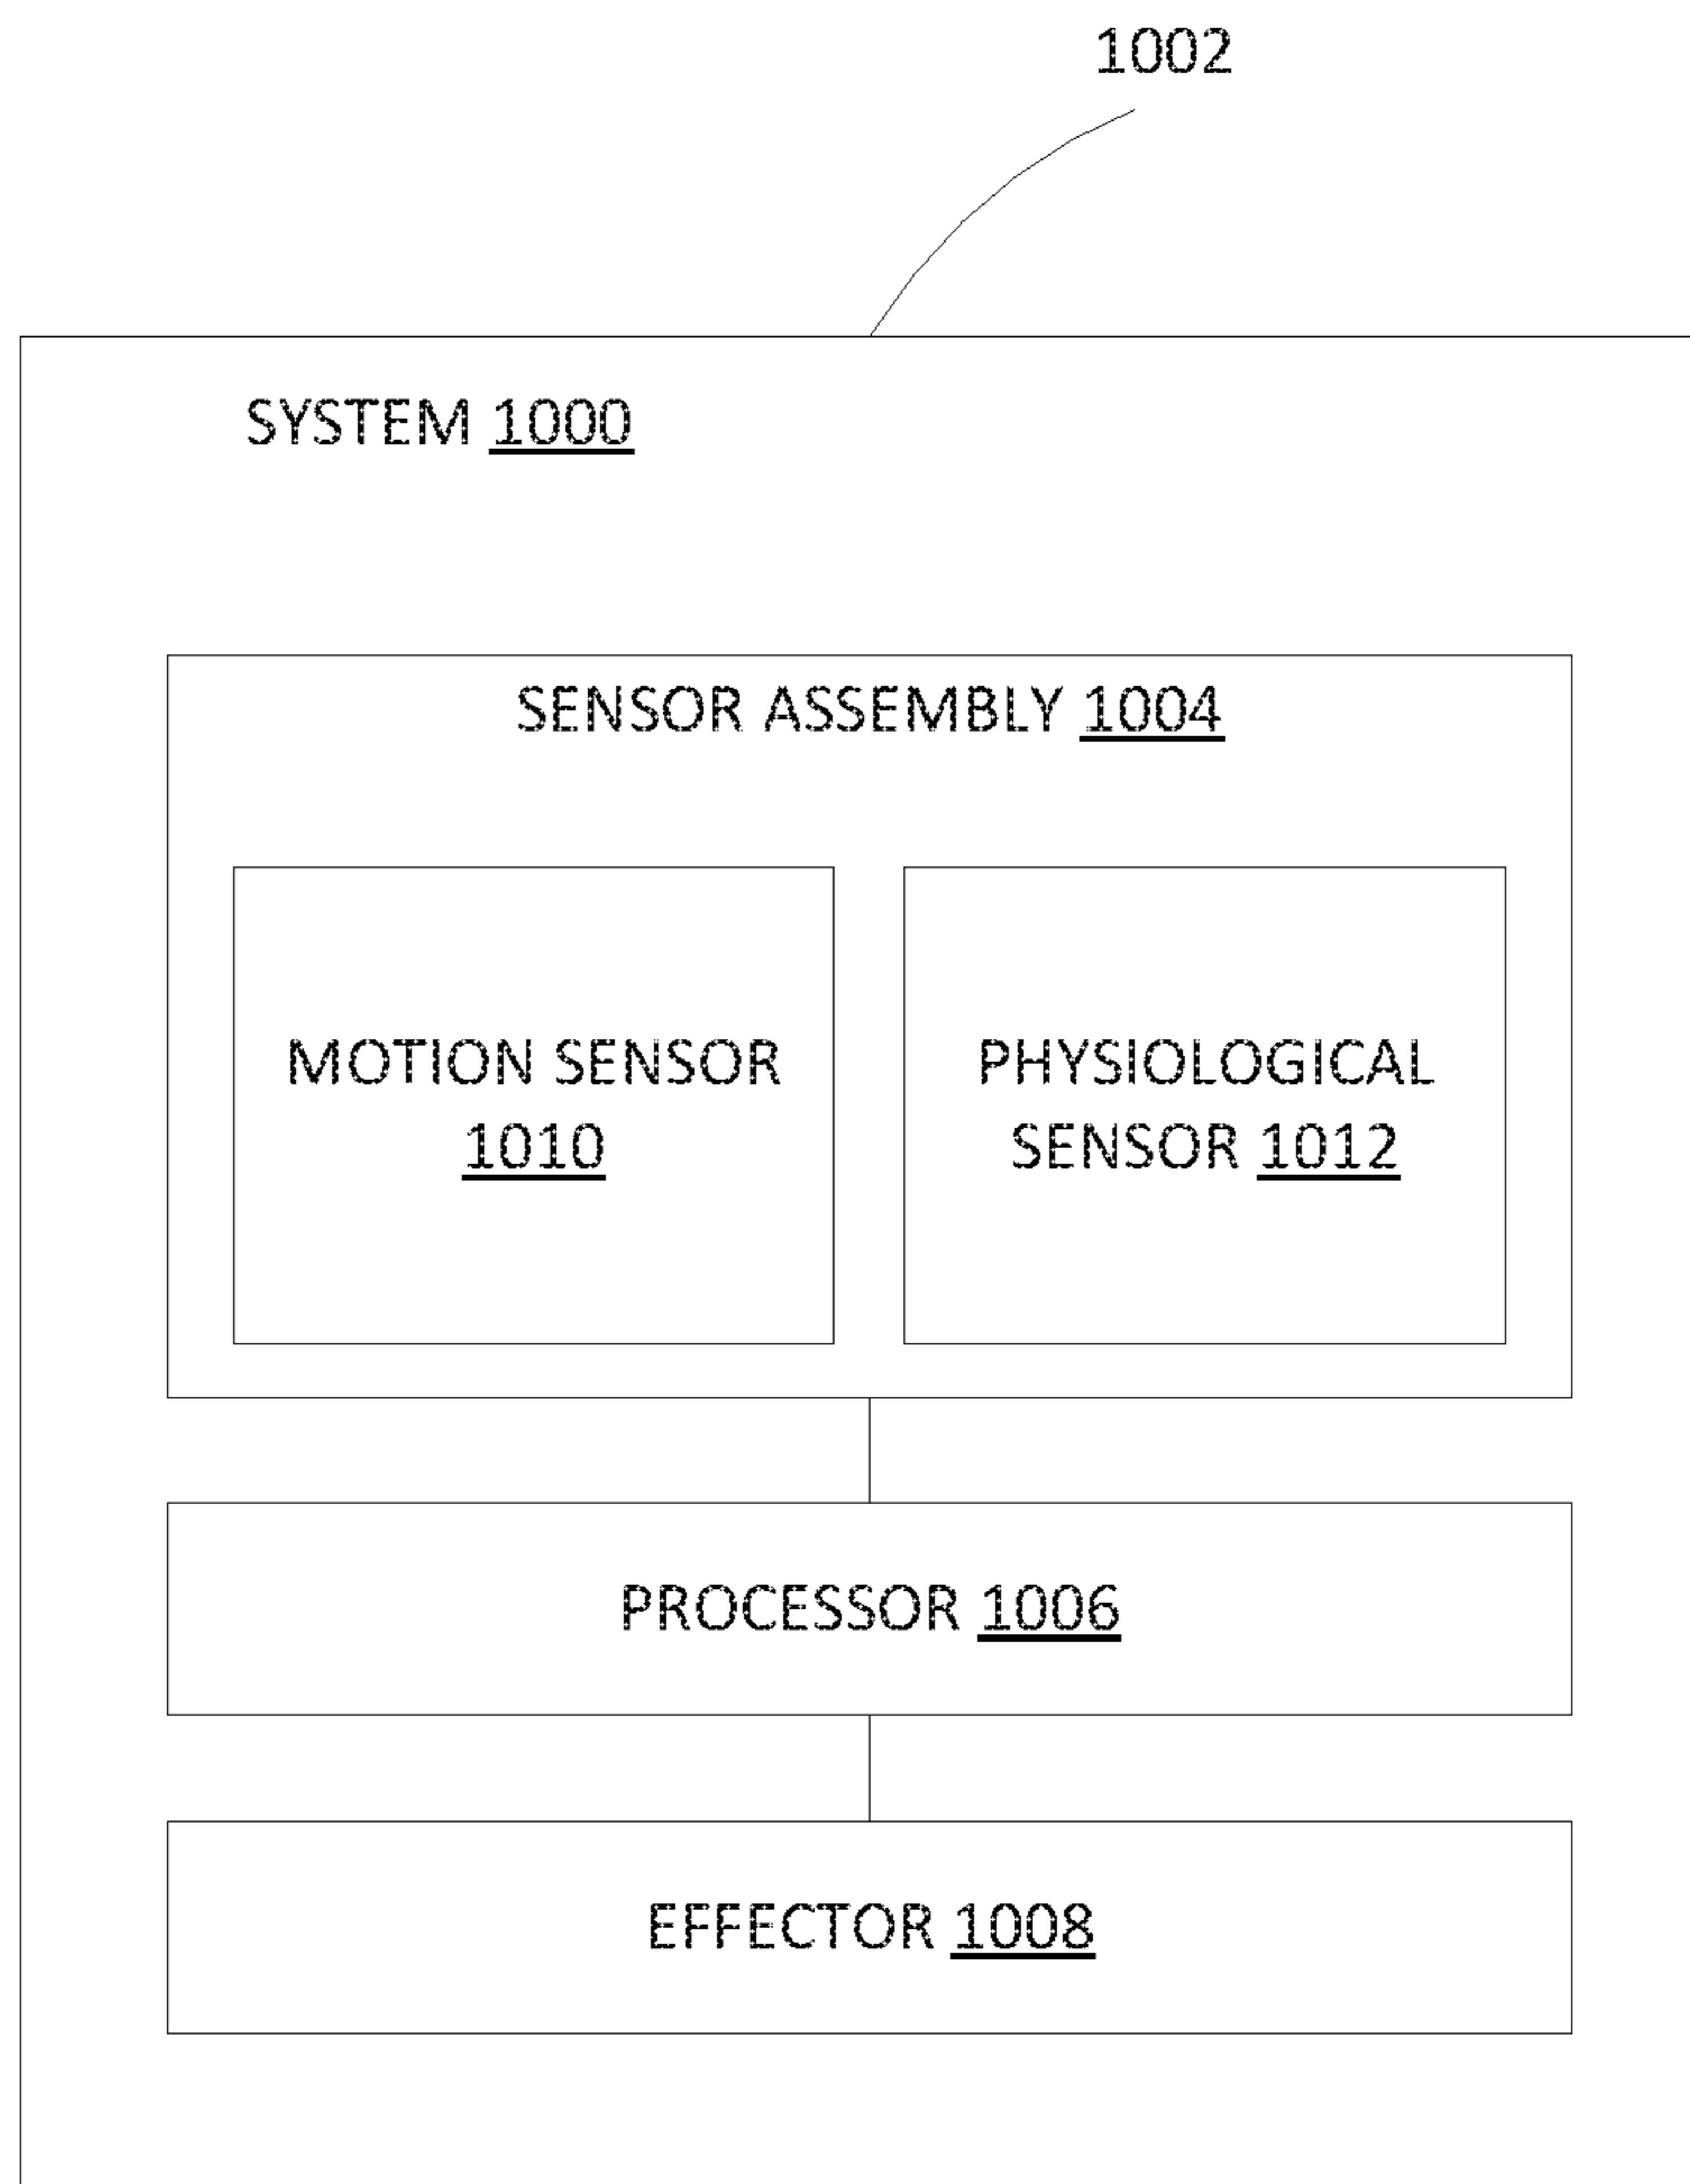 1002
SYSTEM 1000
SENSOR ASSEMBLY 1004
MOTION SENSOR
1010
PHYSIOLOGICAL
SENSOR 1012
PROCESSOR 1006
EFFECTOR 1008